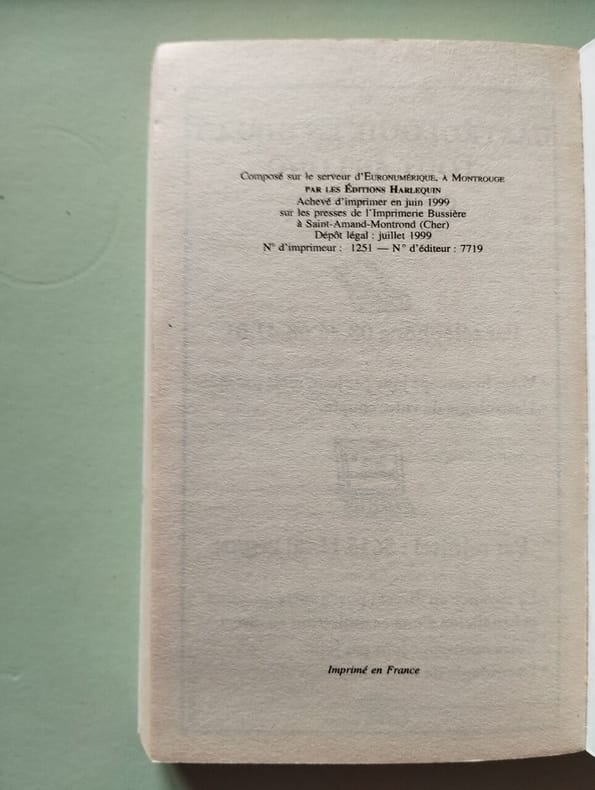 Composé sur le serveur d'EURONUMÉRIQUE, À MONTROUGE
PAR LES ÉDITIONS HARLEQUIN
Achevé d'imprimer en juin 1999
sur les presses de l'Imprimerie Bussière
à Saint-Amand-Montrond (Cher)
Dépôt légal : juillet 1999
N° d'imprimeur : 1251 — N° d'éditeur : 7719
Imprimé en France